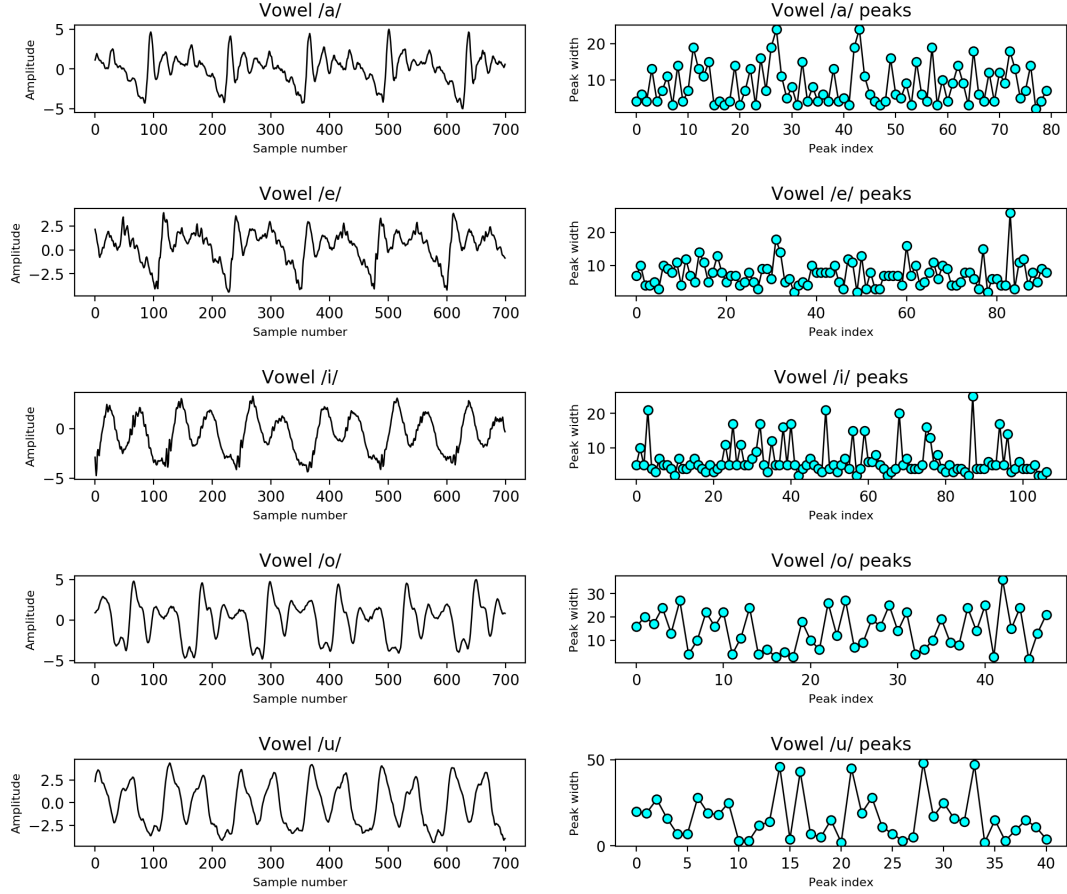 Vowel /a/
Amplitude
5
0
−5
0 100 200 300 400 500 600 700
Sample number
Vowel /a/ peaks
Peak width
20
10
0 10 20 30 40 50 60 70 80
Peak index
Vowel /e/
Amplitude
2.5
0.0
−2.5
0 100 200 300 400 500 600 700
Sample number
Vowel /e/ peaks
Peak width
20
10
0 20 40 60 80
Peak index
Vowel /i/
Amplitude
0
−5
0 100 200 300 400 500 600 700
Sample number
Vowel /i/ peaks
Peak width
20
10
0 20 40 60 80 100
Peak index
Vowel /o/
Amplitude
5
0
−5
0 100 200 300 400 500 600 700
Sample number
Vowel /o/ peaks
Peak width
30
20
10
0 10 20 30 40
Peak index
Vowel /u/
Amplitude
2.5
0.0
−2.5
0 100 200 300 400 500 600 700
Sample number
Vowel /u/ peaks
Peak width
50
0
0 5 10 15 20 25 30 35 40
Peak index